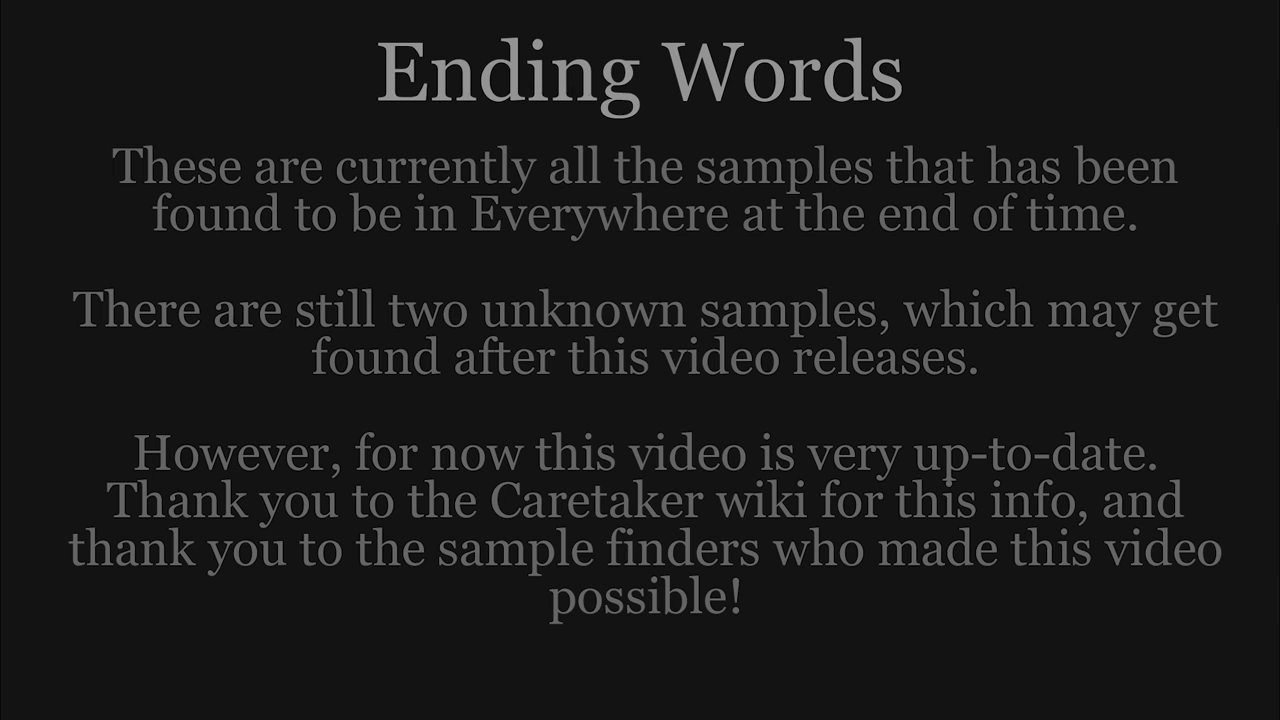 Ending Words
These are currently all the samples that has been
found to be in Everywhere at the end of time.
There are still two unknown samples, which may get
found after this video releases.
However, for now this video is very up-to-date.
Thank you to the Caretaker wiki for this info, and
thank you to the sample finders who made this video
possible!